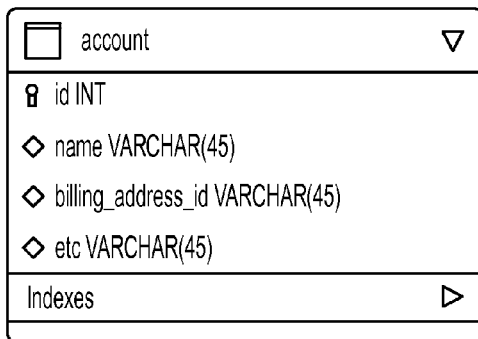 account
id INT
name VARCHAR(45)
billing_address_id VARCHAR(45)
etc VARCHAR(45)
Indexes